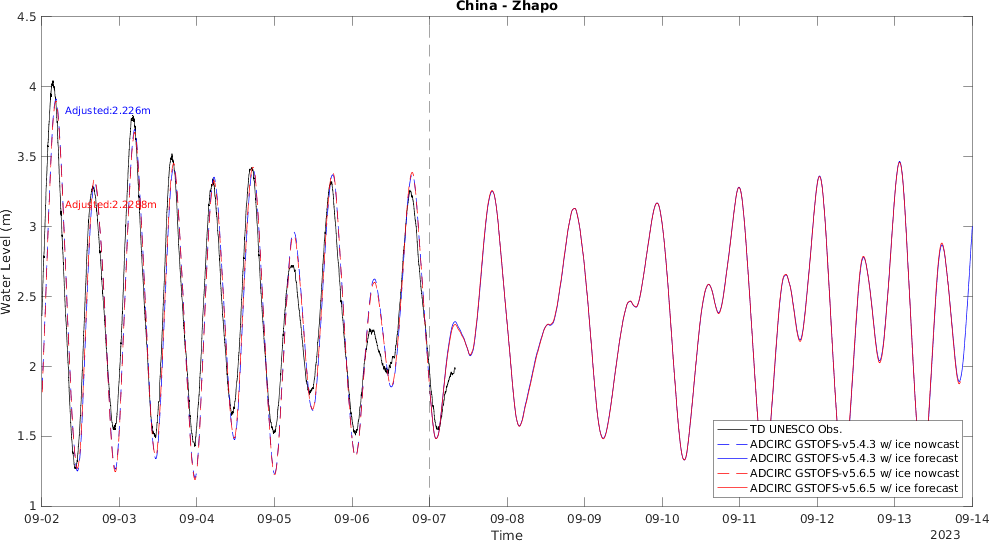 China - Zhapo
4.5
4
3.5
3
2.5
2
1.5
1
Water Level (m)
Adjusted:2.226m
Adjusted:2.2288m
TD UNESCO Obs.
ADCIRC GSTOFS-v5.4.3 w/ ice nowcast
ADCIRC GSTOFS-v5.4.3 w/ ice forecast
ADCIRC GSTOFS-v5.6.5 w/ ice nowcast
ADCIRC GSTOFS-v5.6.5 w/ ice forecast
09-02 09-03 09-04 09-05 09-06 09-07 09-08 09-09 09-10 09-11 09-12 09-13 09-14
Time
2023